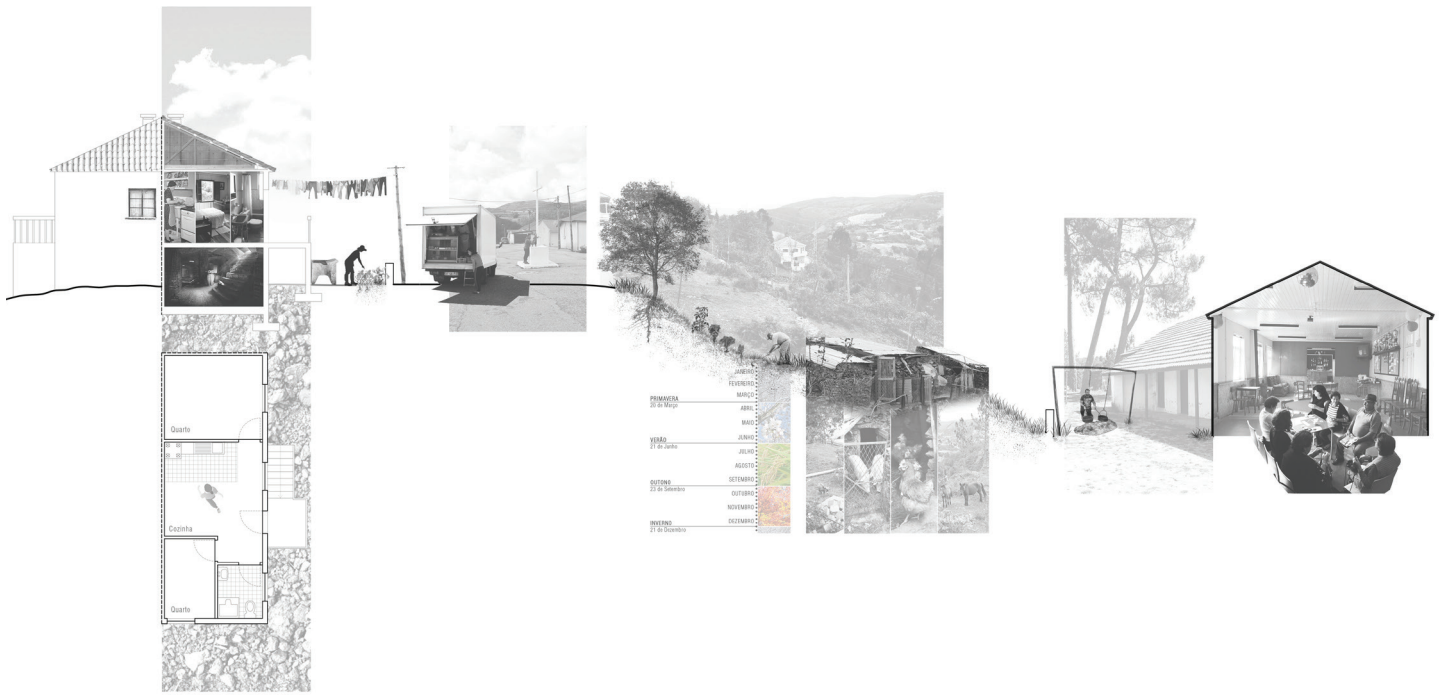 Quarto
Cozinha
Quarto
JANEIRO
FEVEREIRO
MARÇO
PRIMAVERA
20 de Março
ABRIL
MAIO
JUNHO
VERÃO
21 de Junho
JULHO
AGOSTO
SETEMBRO
OUTONO
23 de Setembro
OUTUBRO
NOVEMBRO
DEZEMBRO
INVERNO
21 de Dezembro